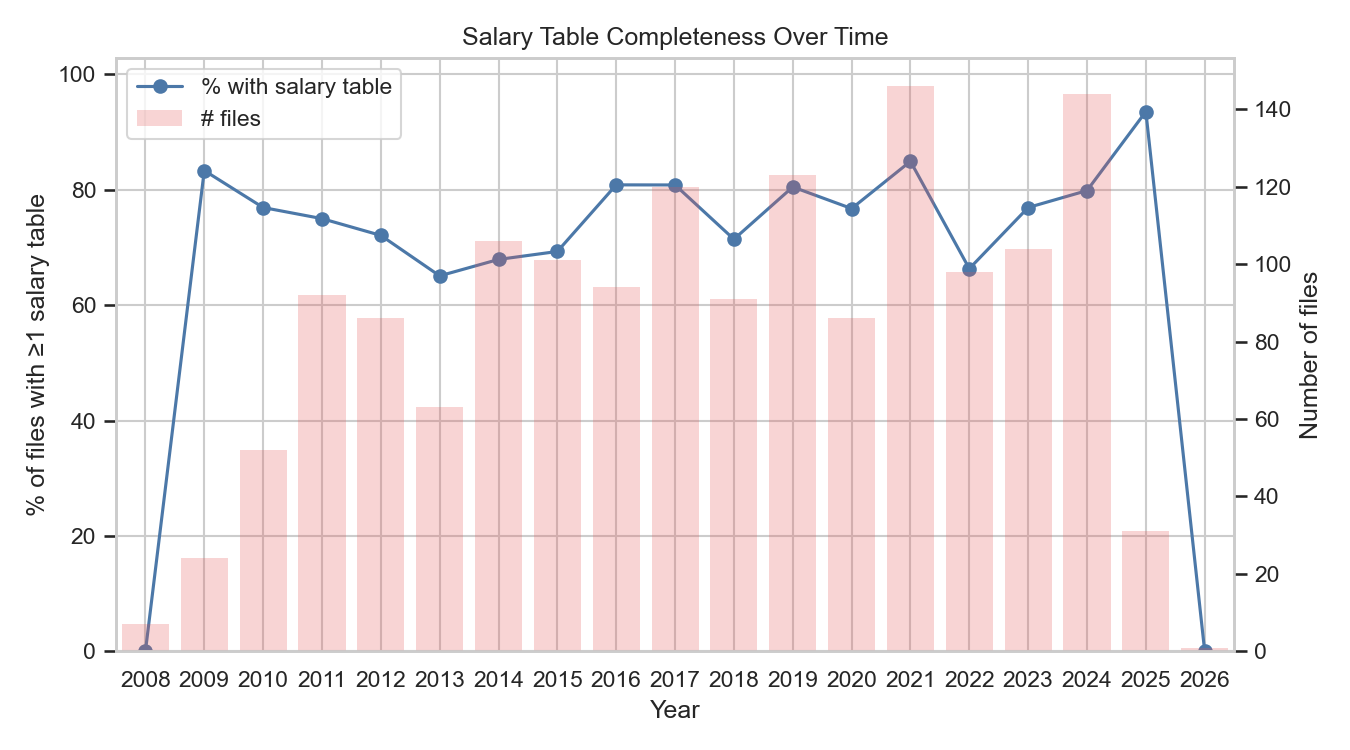 Salary Table Completeness Over Time
% with salary table
# files
100
80
60
40
20
0
% of files with ≥1 salary table
140
120
100
80
60
40
20
0
Number of files
2008 2009 2010 2011 2012 2013 2014 2015 2016 2017 2018 2019 2020 2021 2022 2023 2024 2025 2026
Year